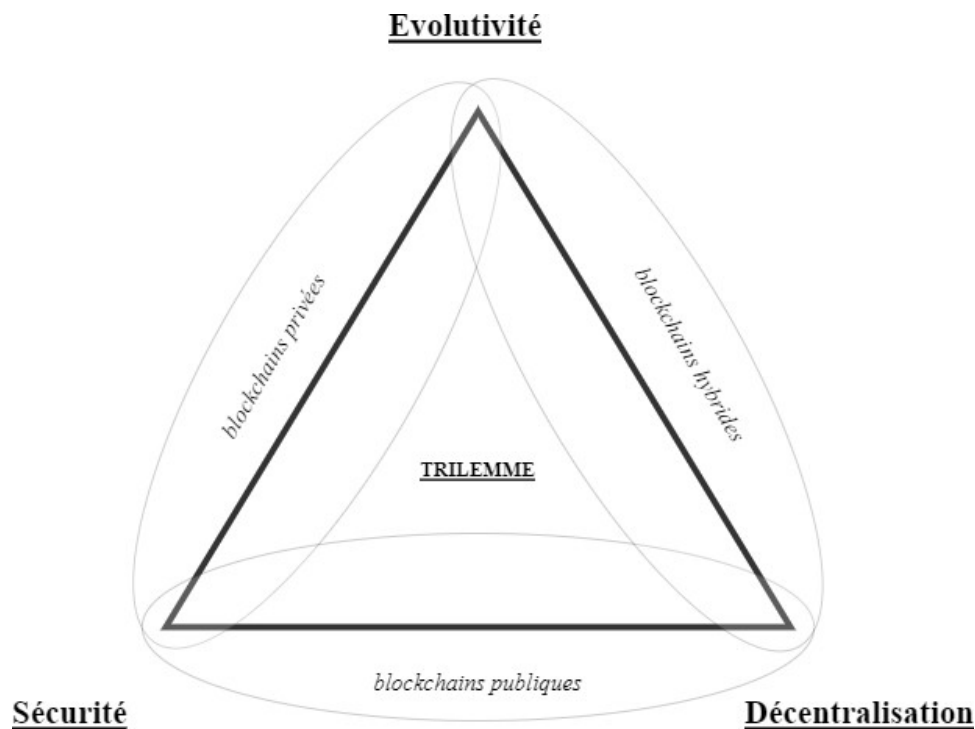 Evolutivité
blockchains privées
blockchains hybrides
TRILEMME
blockchains publiques
Sécurité
Décentralisation